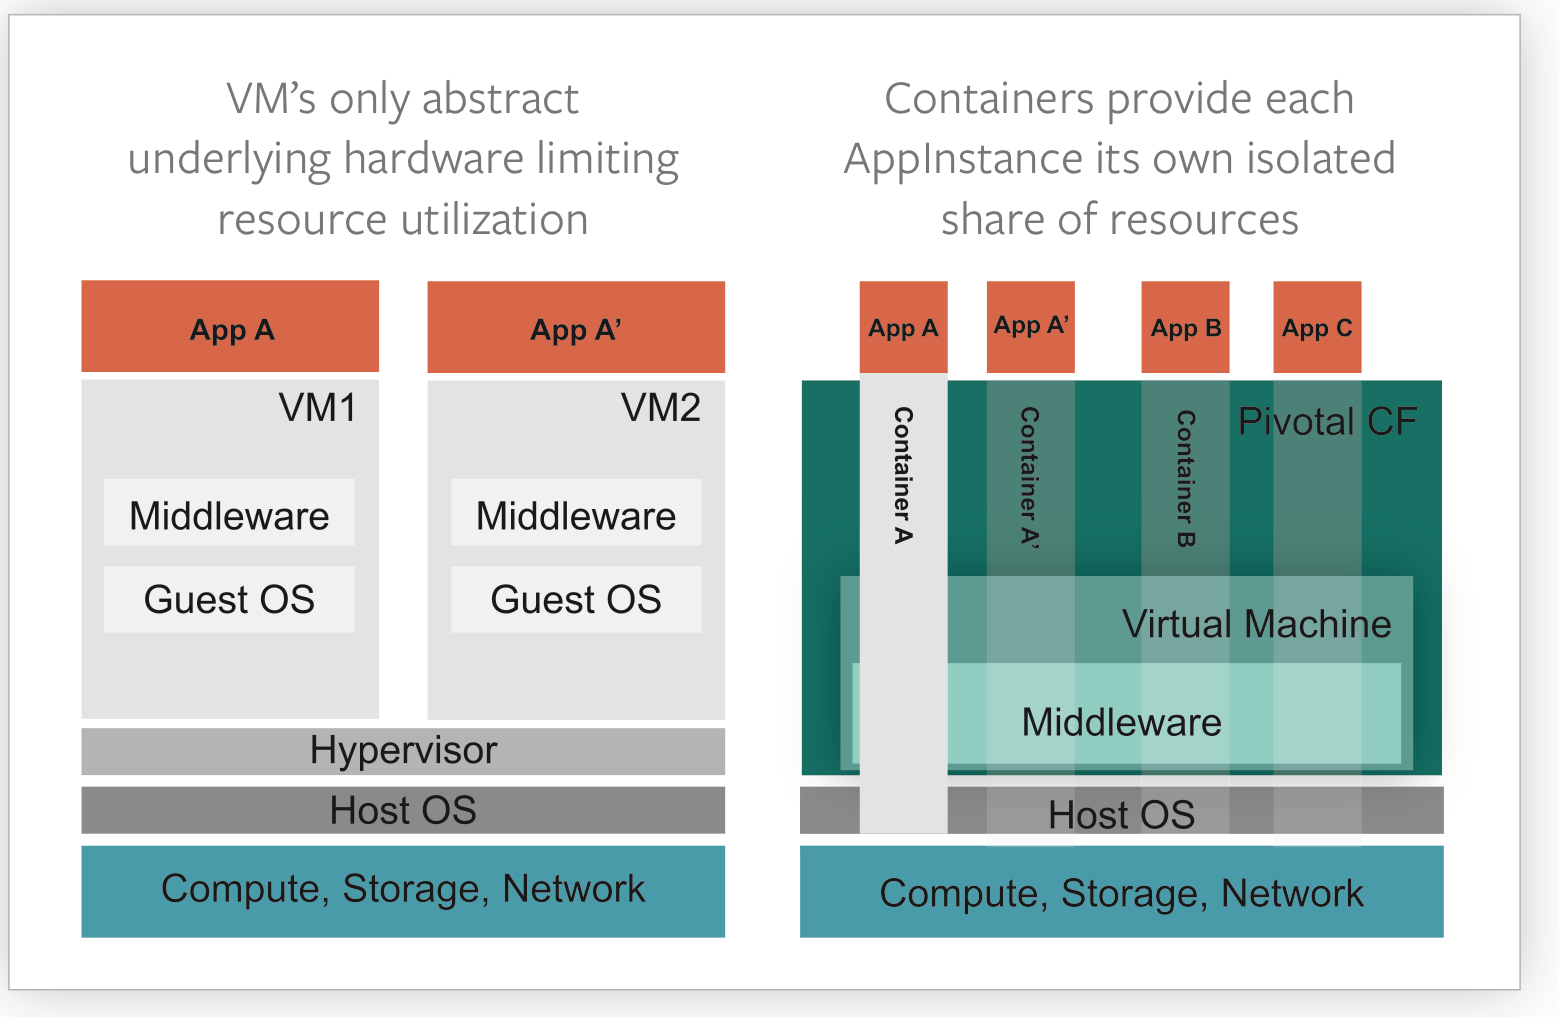 VM’s only abstract
underlying hardware limiting
resource utilization
App A
App A’
VM1
VM2
Middleware
Middleware
Guest OS
Guest OS
Hypervisor
Host OS
Compute, Storage, Network
Containers provide each
AppInstance its own isolated
share of resources
App A
App A’
App B
App C
Container A
Container A’
Container B
Pivotal CF
Virtual Machine
Middleware
Host OS
Compute, Storage, Network